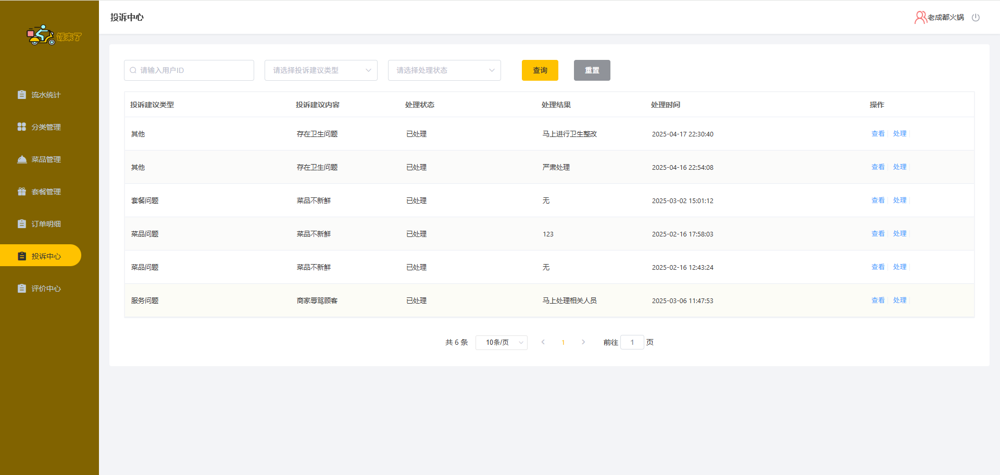 饭来了
投诉中心
老成都火锅
流水统计
分类管理
菜品管理
套餐管理
订单明细
投诉中心
评价中心
请输入用户ID 请选择投诉建议类型 请选择处理状态 查询 重置
投诉建议类型 投诉建议内容 处理状态 处理结果 处理时间 操作
其他 存在卫生问题 已处理 马上进行卫生整改 2025-04-17 22:30:40 查看 处理
其他 存在卫生问题 已处理 严肃处理 2025-04-16 22:54:08 查看 处理
套餐问题 菜品不新鲜 已处理 无 2025-03-02 15:01:12 查看 处理
菜品问题 菜品不新鲜 已处理 123 2025-02-16 17:58:03 查看 处理
菜品问题 菜品不新鲜 已处理 无 2025-02-16 12:43:24 查看 处理
服务问题 商家辱骂顾客 已处理 马上处理相关人员 2025-03-06 11:47:53 查看 处理
共 6 条 10条/页 1 前往 1 页